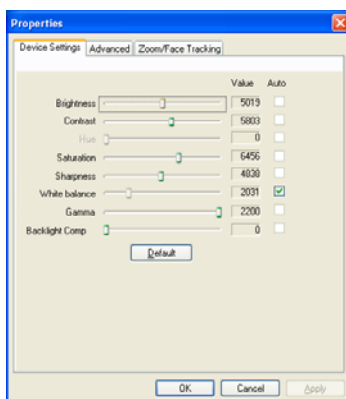 Properties
Device Settings Advanced Zoom/Face Tracking
Value Auto
Brightness 5019
Contrast 5803
Hue 0
Saturation 6456
Sharpness 4838
White balance 2031
Gamma 2200
Backlight Comp 0
Default
OK Cancel Apply